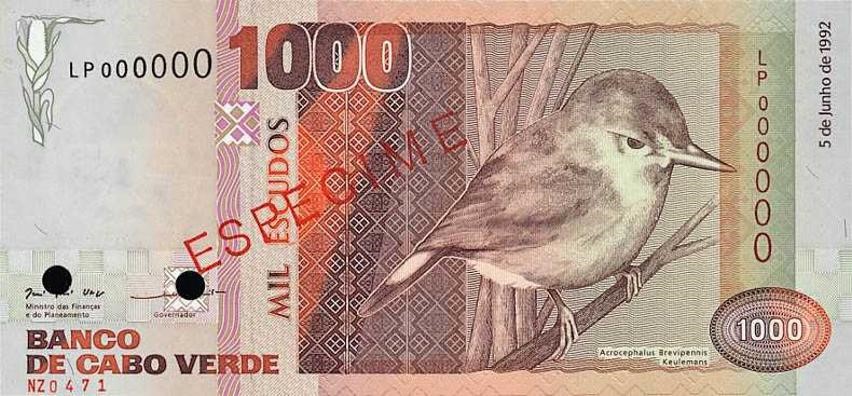 LP000000
1000
LP000000
5 de Junho de 1992
MIL ESCUDOS
ESPECIME
Ministro das Finanças
e do Planeamento
Governador
BANCO
DE CABO VERDE
NZ0471
Acrocephalus Brevipennis
Keulemans
1000